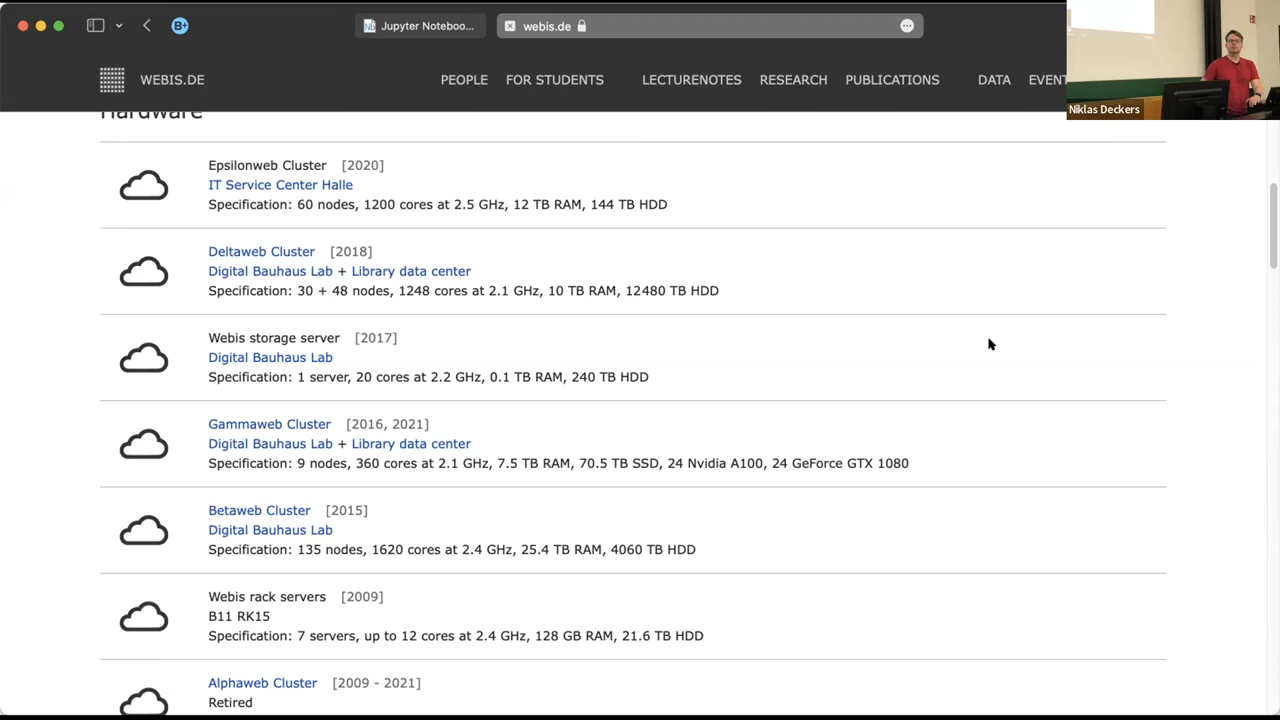 Jupyter Noteboo...
webis.de
WEBIS.DE
PEOPLE
FOR STUDENTS
LECTURENOTES
RESEARCH
PUBLICATIONS
DATA
EVENT
Niklas Deckers
Hardware
Epsilonweb Cluster [2020]
IT Service Center Halle
Specification: 60 nodes, 1200 cores at 2.5 GHz, 12 TB RAM, 144 TB HDD
Deltaweb Cluster [2018]
Digital Bauhaus Lab + Library data center
Specification: 30 + 48 nodes, 1248 cores at 2.1 GHz, 10 TB RAM, 12480 TB HDD
Webis storage server [2017]
Digital Bauhaus Lab
Specification: 1 server, 20 cores at 2.2 GHz, 0.1 TB RAM, 240 TB HDD
Gammaweb Cluster [2016, 2021]
Digital Bauhaus Lab + Library data center
Specification: 9 nodes, 360 cores at 2.1 GHz, 7.5 TB RAM, 70.5 TB SSD, 24 Nvidia A100, 24 GeForce GTX 1080
Betaweb Cluster [2015]
Digital Bauhaus Lab
Specification: 135 nodes, 1620 cores at 2.4 GHz, 25.4 TB RAM, 4060 TB HDD
Webis rack servers [2009]
B11 RK15
Specification: 7 servers, up to 12 cores at 2.4 GHz, 128 GB RAM, 21.6 TB HDD
Alphaweb Cluster [2009 - 2021]
Retired